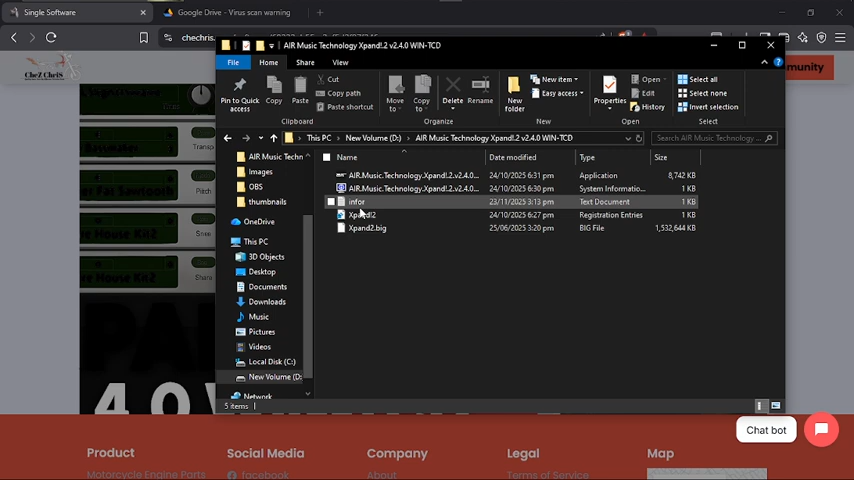 Single Software
Google Drive - Virus scan warning
chechris.
CheZ ChriS
munity
AIR Music Technology Xpand!.2 v2.4.0 WIN-TCD
File
Home
Share
View
Pin to Quick access
Copy
Paste
Cut
Copy path
Paste shortcut
Clipboard
Move to
Copy to
Delete
Rename
Organize
New folder
New item
Easy access
New
Properties
Open
Edit
History
Open
Select all
Select none
Invert selection
Select
This PC
New Volume (D:)
AIR Music Technology Xpand!.2 v2.4.0 WIN-TCD
Search AIR Music Technology ...
AIR Music Techn
Images
OBS
thumbnails
OneDrive
This PC
3D Objects
Desktop
Documents
Downloads
Music
Pictures
Videos
Local Disk (C:)
New Volume (D:
Network
Name
Date modified
Type
Size
AIR.Music.Technology.Xpand!.2.v2.4.0...
24/10/2025 6:31 pm
Application
8,742 KB
AIR.Music.Technology.Xpand!.2.v2.4.0...
24/10/2025 6:30 pm
System Informatio...
1 KB
infor
23/11/2025 3:13 pm
Text Document
1 KB
Xpand!2
24/10/2025 6:27 pm
Registration Entries
1 KB
Xpand2.big
25/06/2025 3:20 pm
BIG File
1,532,644 KB
5 items
Chat bot
Product
Social Media
Company
Legal
Map
Motorcycle Engine Parts
facebook
About
Terms of Service